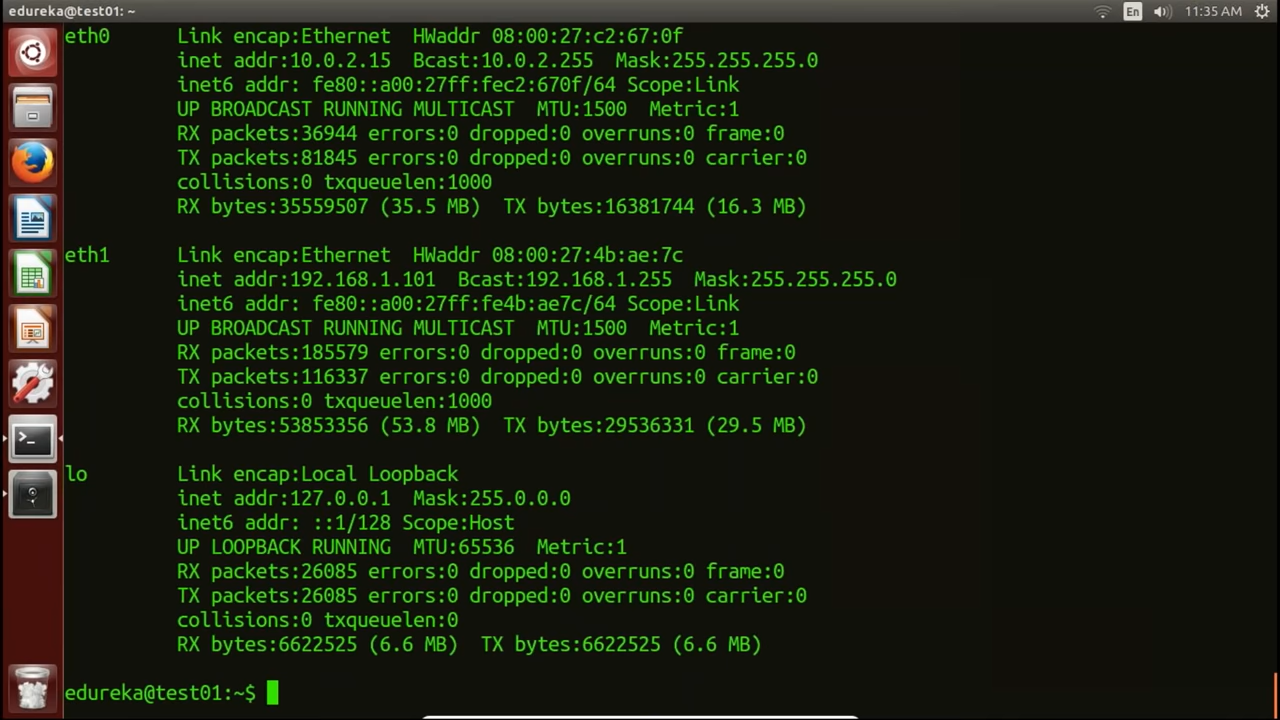 edureka@test01: ~
En
11:35 AM
eth0 Link encap:Ethernet HWaddr 08:00:27:c2:67:0f
inet addr:10.0.2.15 Bcast:10.0.2.255 Mask:255.255.255.0
inet6 addr: fe80::a00:27ff:fec2:670f/64 Scope:Link
UP BROADCAST RUNNING MULTICAST MTU:1500 Metric:1
RX packets:36944 errors:0 dropped:0 overruns:0 frame:0
TX packets:81845 errors:0 dropped:0 overruns:0 carrier:0
collisions:0 txqueuelen:1000
RX bytes:35559507 (35.5 MB) TX bytes:16381744 (16.3 MB)
eth1 Link encap:Ethernet HWaddr 08:00:27:4b:ae:7c
inet addr:192.168.1.101 Bcast:192.168.1.255 Mask:255.255.255.0
inet6 addr: fe80::a00:27ff:fe4b:ae7c/64 Scope:Link
UP BROADCAST RUNNING MULTICAST MTU:1500 Metric:1
RX packets:185579 errors:0 dropped:0 overruns:0 frame:0
TX packets:116337 errors:0 dropped:0 overruns:0 carrier:0
collisions:0 txqueuelen:1000
RX bytes:53853356 (53.8 MB) TX bytes:29536331 (29.5 MB)
lo Link encap:Local Loopback
inet addr:127.0.0.1 Mask:255.0.0.0
inet6 addr: ::1/128 Scope:Host
UP LOOPBACK RUNNING MTU:65536 Metric:1
RX packets:26085 errors:0 dropped:0 overruns:0 frame:0
TX packets:26085 errors:0 dropped:0 overruns:0 carrier:0
collisions:0 txqueuelen:0
RX bytes:6622525 (6.6 MB) TX bytes:6622525 (6.6 MB)
edureka@test01:~$